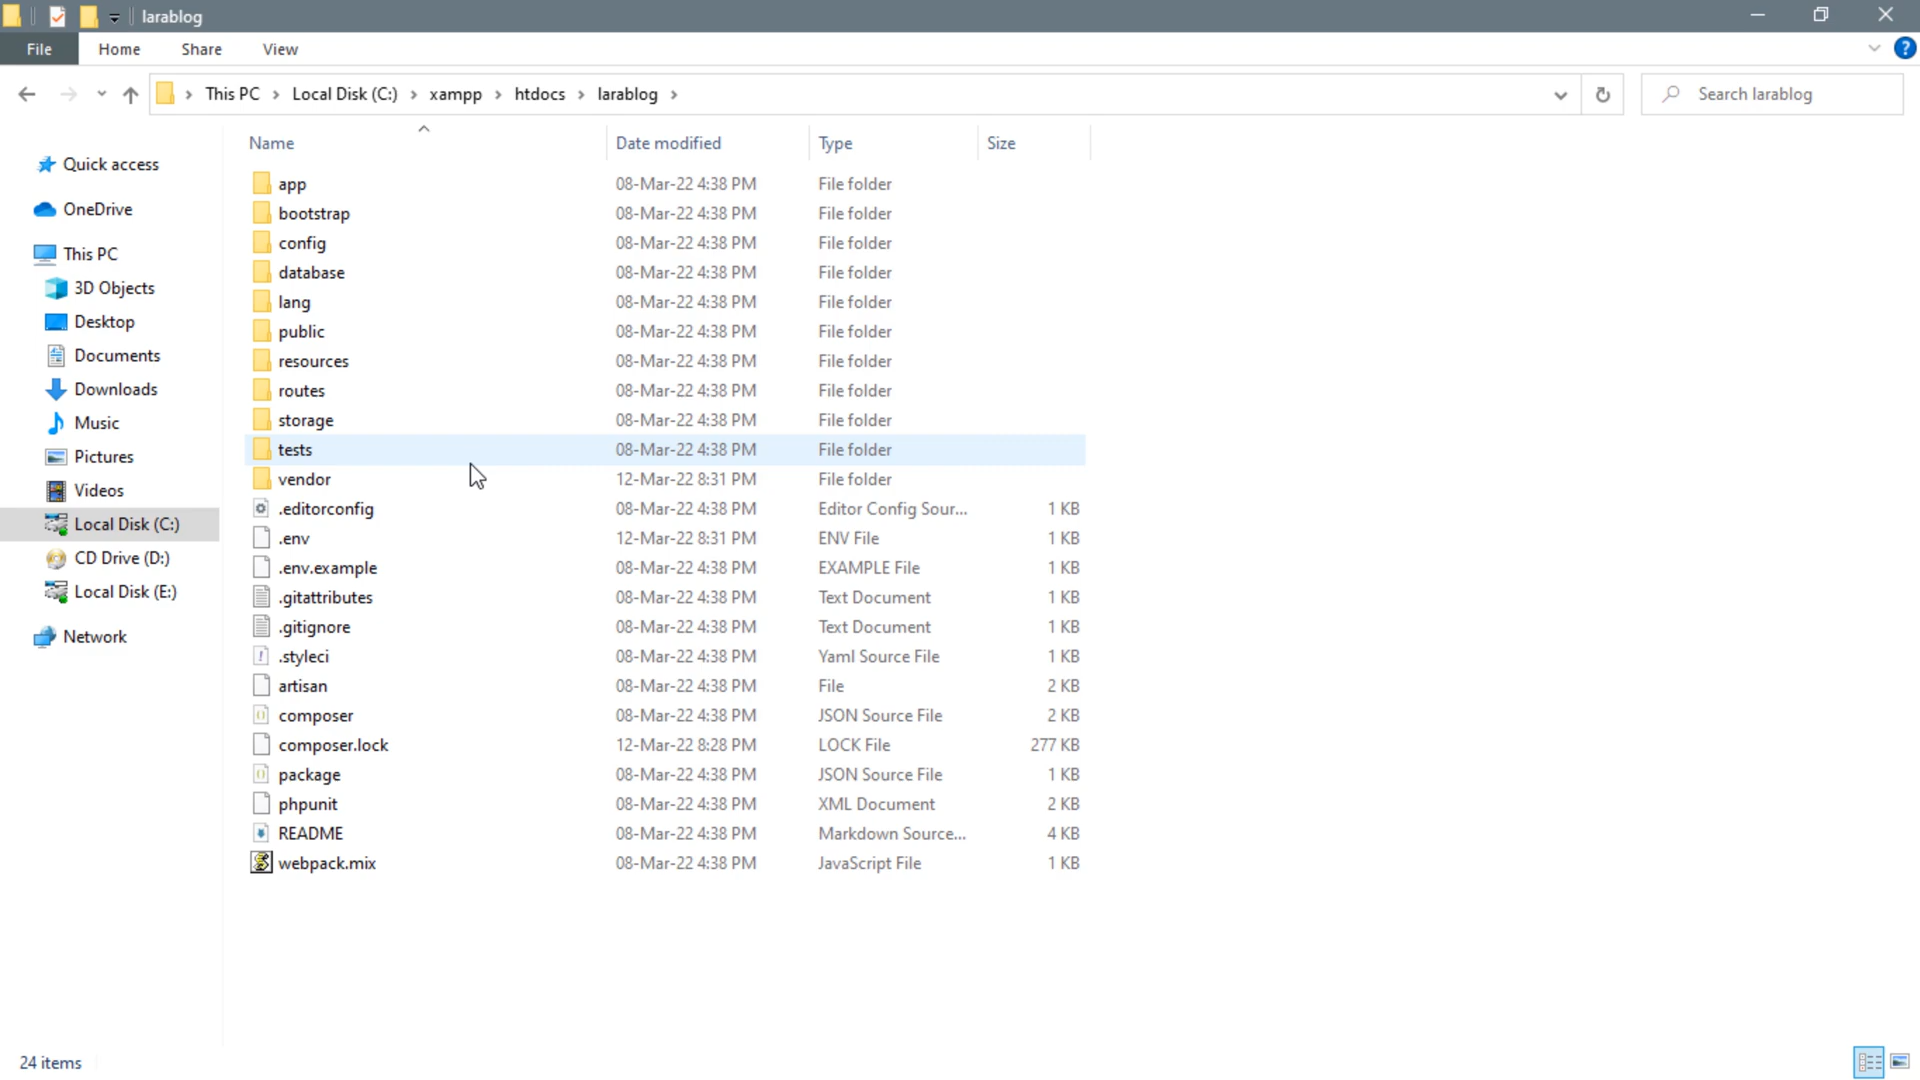 larablog
File Home Share View
This PC Local Disk (C:) xampp htdocs larablog
Search larablog
Name Date modified Type Size
Quick access
OneDrive
This PC
3D Objects
Desktop
Documents
Downloads
Music
Pictures
Videos
Local Disk (C:)
CD Drive (D:)
Local Disk (E:)
Network
app 08-Mar-22 4:38 PM File folder
bootstrap 08-Mar-22 4:38 PM File folder
config 08-Mar-22 4:38 PM File folder
database 08-Mar-22 4:38 PM File folder
lang 08-Mar-22 4:38 PM File folder
public 08-Mar-22 4:38 PM File folder
resources 08-Mar-22 4:38 PM File folder
routes 08-Mar-22 4:38 PM File folder
storage 08-Mar-22 4:38 PM File folder
tests 08-Mar-22 4:38 PM File folder
vendor 12-Mar-22 8:31 PM File folder
.editorconfig 08-Mar-22 4:38 PM Editor Config Sour... 1 KB
.env 12-Mar-22 8:31 PM ENV File 1 KB
.env.example 08-Mar-22 4:38 PM EXAMPLE File 1 KB
.gitattributes 08-Mar-22 4:38 PM Text Document 1 KB
.gitignore 08-Mar-22 4:38 PM Text Document 1 KB
.styleci 08-Mar-22 4:38 PM Yaml Source File 1 KB
artisan 08-Mar-22 4:38 PM File 2 KB
composer 08-Mar-22 4:38 PM JSON Source File 2 KB
composer.lock 12-Mar-22 8:28 PM LOCK File 277 KB
package 08-Mar-22 4:38 PM JSON Source File 1 KB
phpunit 08-Mar-22 4:38 PM XML Document 2 KB
README 08-Mar-22 4:38 PM Markdown Source... 4 KB
webpack.mix 08-Mar-22 4:38 PM JavaScript File 1 KB
24 items